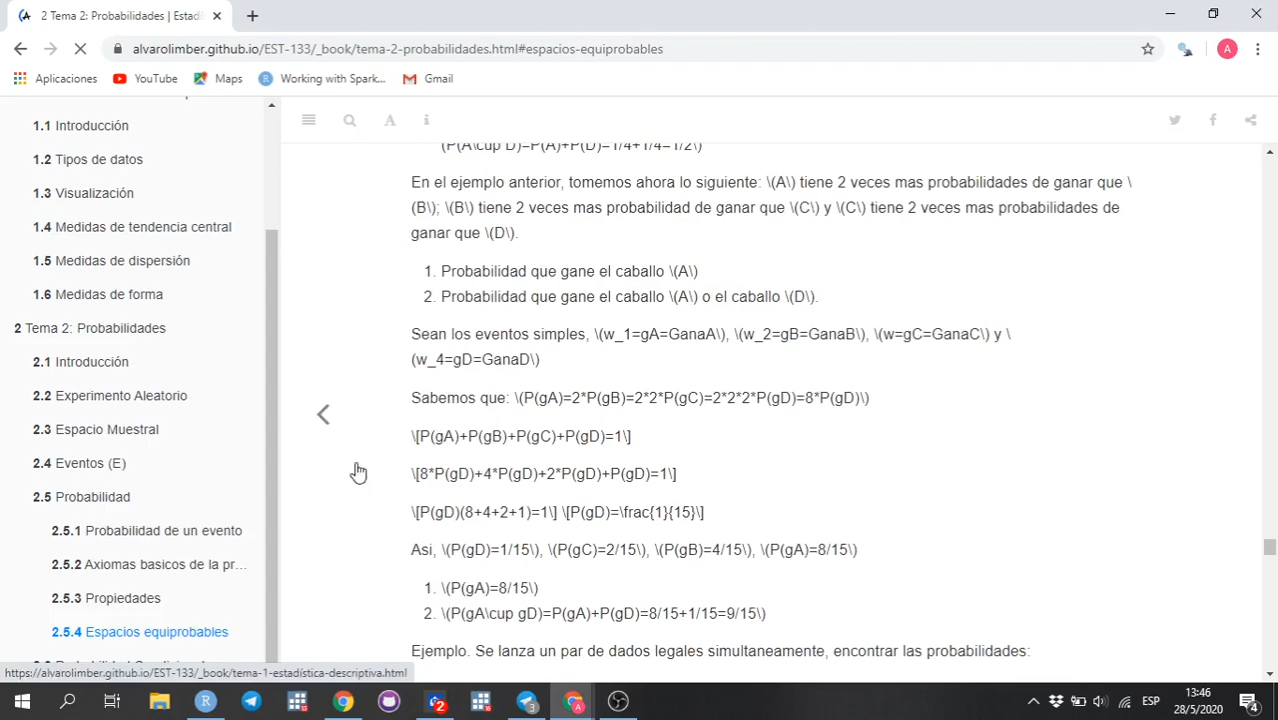 2 Tema 2: Probabilidades | Estadí
alvarolimber.github.io/EST-133/_book/tema-2-probabilidades.html#espacios-equiprobables
A
Aplicaciones YouTube Maps Working with Spark... Gmail
1.1 Introducción
1.2 Tipos de datos
1.3 Visualización
1.4 Medidas de tendencia central
1.5 Medidas de dispersión
1.6 Medidas de forma
2 Tema 2: Probabilidades
2.1 Introducción
2.2 Experimento Aleatorio
2.3 Espacio Muestral
2.4 Eventos (E)
2.5 Probabilidad
2.5.1 Probabilidad de un evento
2.5.2 Axiomas basicos de la pr...
2.5.3 Propiedades
2.5.4 Espacios equiprobables
A
\(P(A\cup D)=P(A)+P(D)=1/4+1/4=1/2\)
En el ejemplo anterior, tomemos ahora lo siguiente: \(A\) tiene 2 veces mas probabilidades de ganar que \
(B\); \(B\) tiene 2 veces mas probabilidad de ganar que \(C\) y \(C\) tiene 2 veces mas probabilidades de
ganar que \(D\).
1. Probabilidad que gane el caballo \(A\)
2. Probabilidad que gane el caballo \(A\) o el caballo \(D\).
Sean los eventos simples, \(w_1=gA=GanaA\), \(w_2=gB=GanaB\), \(w=gC=GanaC\) y \
(w_4=gD=GanaD\)
Sabemos que: \(P(gA)=2*P(gB)=2*2*P(gC)=2*2*2*P(gD)=8*P(gD)\)
\[P(gA)+P(gB)+P(gC)+P(gD)=1\]
\[8*P(gD)+4*P(gD)+2*P(gD)+P(gD)=1\]
\[P(gD)(8+4+2+1)=1\] \[P(gD)=\frac{1}{15}\]
Asi, \(P(gD)=1/15\), \(P(gC)=2/15\), \(P(gB)=4/15\), \(P(gA)=8/15\)
1. \(P(gA)=8/15\)
2. \(P(gA\cup gD)=P(gA)+P(gD)=8/15+1/15=9/15\)
Ejemplo. Se lanza un par de dados legales simultaneamente, encontrar las probabilidades:
https://alvarolimber.github.io/EST-133/_book/tema-1-estadística-descriptiva.html
ESP
13:46
28/5/2020